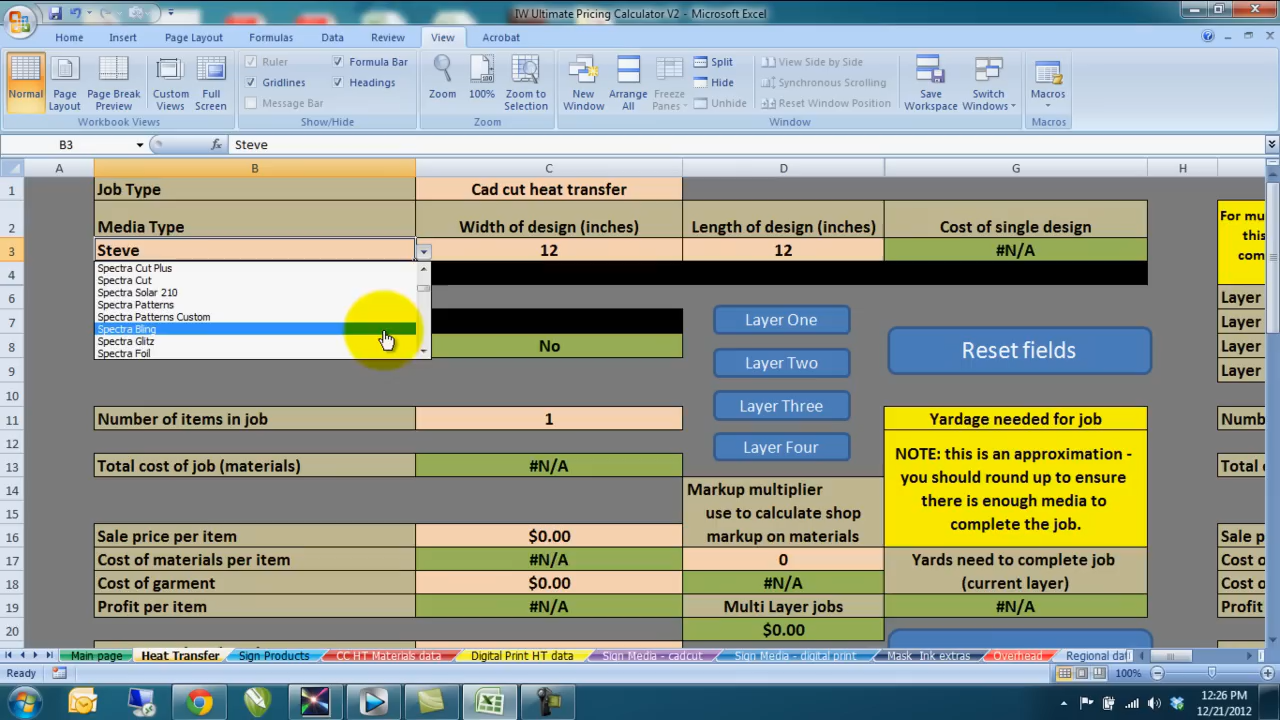 IW Ultimate Pricing Calculator V2 - Microsoft Excel
Home Insert Page Layout Formulas Data Review View Acrobat
Normal
Page Layout
Page Break Preview
Custom Views
Full Screen
Workbook Views
Ruler
Formula Bar
Gridlines
Headings
Message Bar
Show/Hide
Zoom
100%
Zoom to Selection
Zoom
New Window
Arrange All
Freeze Panes
Split
Hide
Unhide
View Side by Side
Synchronous Scrolling
Reset Window Position
Window
Save Workspace
Switch Windows
Macros
Macros
B3 fx Steve
A B C D G H
1 Job Type Cad cut heat transfer
2 Media Type Width of design (inches) Length of design (inches) Cost of single design
For mu
3 Steve 12 12 #N/A
this
com
Spectra Cut Plus
Spectra Cut
Spectra Solar 210
Spectra Patterns
Spectra Patterns Custom
Spectra Bling
Spectra Glitz
Spectra Foil
4
6 Layer
7 Layer One Layer
8 No Layer Two Reset fields Layer
9 Layer
10 Layer Three
11 Number of items in job 1 Yardage needed for job Numb
12 Layer Four
NOTE: this is an approximation -
you should round up to ensure
there is enough media to
complete the job.
13 Total cost of job (materials) #N/A Total c
14 Markup multiplier
15 use to calculate shop
16 Sale price per item $0.00 markup on materials Sale p
17 Cost of materials per item #N/A 0 Yards need to complete job Cost c
18 Cost of garment $0.00 #N/A (current layer) Cost c
19 Profit per item #N/A Multi Layer jobs #N/A Profit
20 $0.00
Main page Heat Transfer Sign Products CC HT Materials data Digital Print HT data Sign Media - cadcut Sign Media - digital print Mask_Ink extras Overhead Regional dat
Ready 100%
12:26 PM
12/21/2012